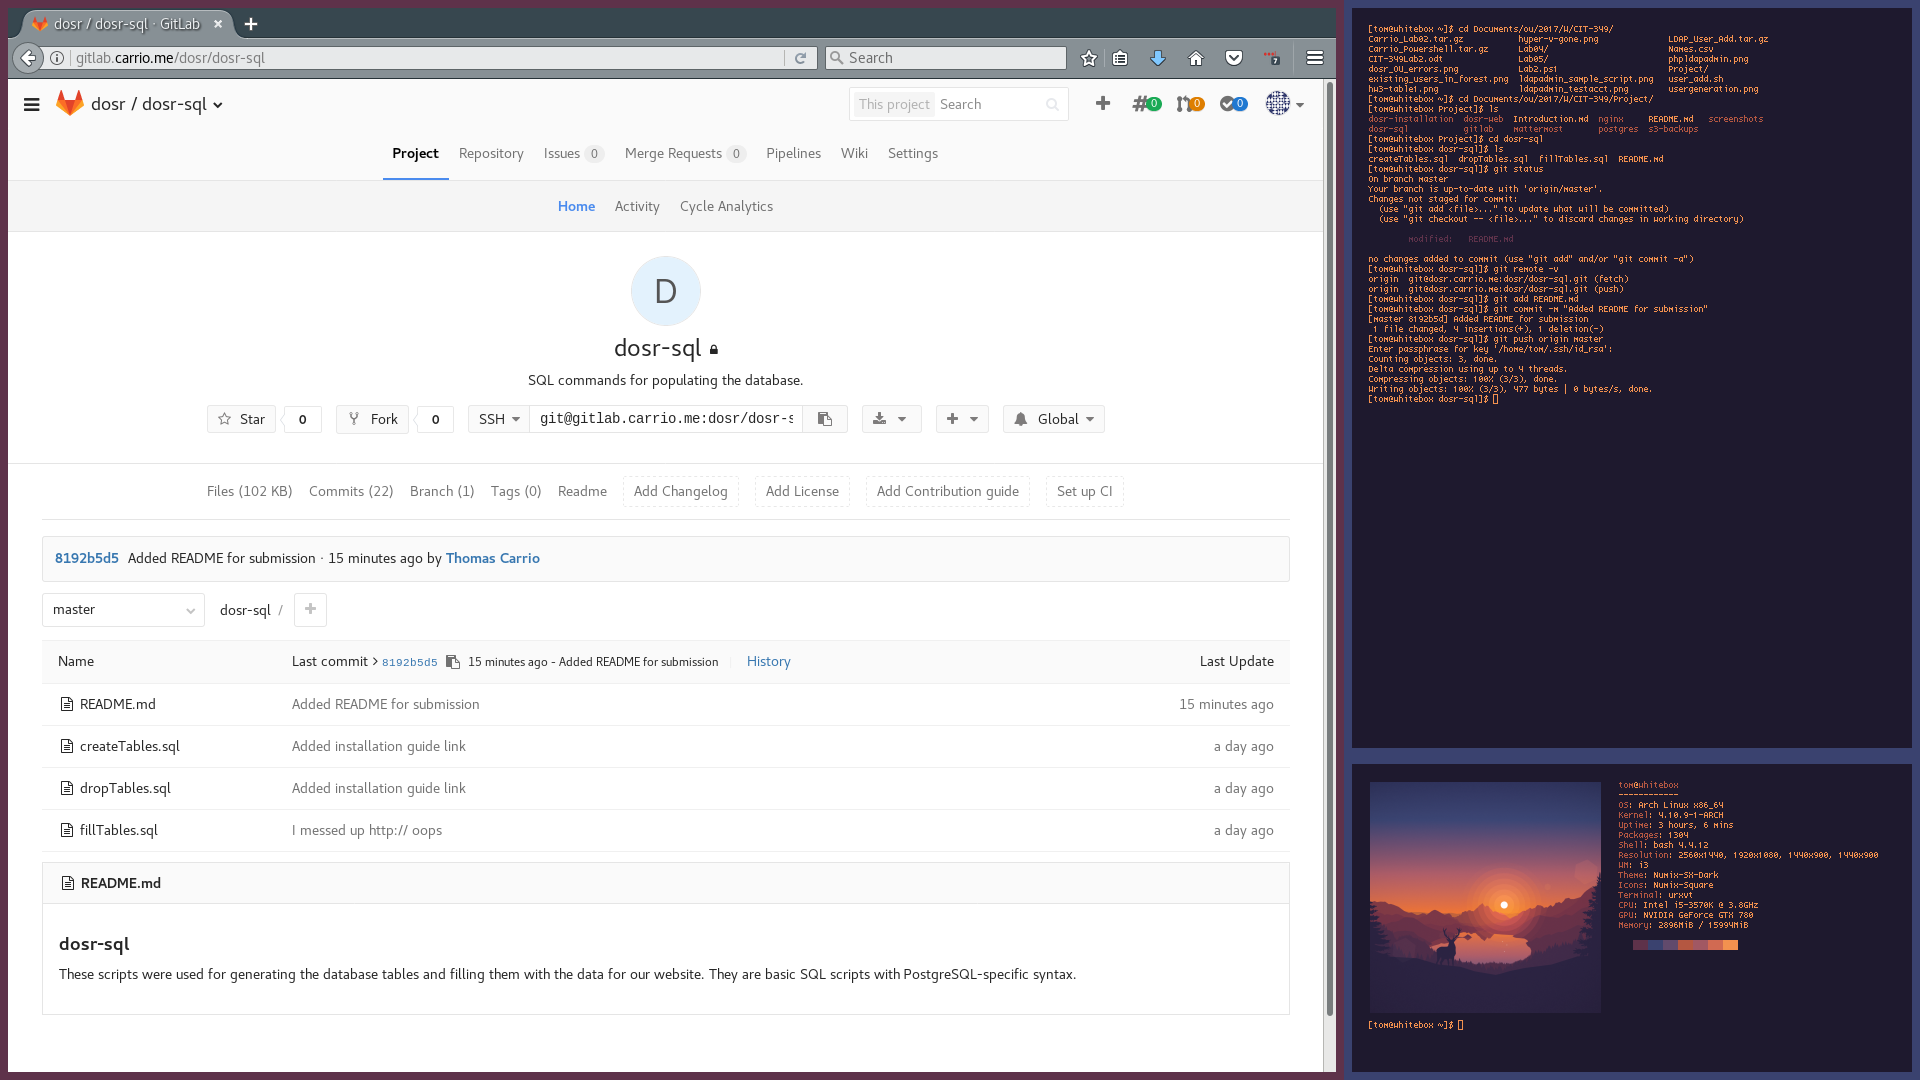 dosr / dosr-sql · GitLab × +
gitlab.carrio.me/dosr/dosr-sql
Search
7
dosr / dosr-sql
This project Search
0 0 0
Project Repository Issues 0 Merge Requests 0 Pipelines Wiki Settings
Home Activity Cycle Analytics
D
dosr-sql
SQL commands for populating the database.
Star 0 Fork 0 SSH git@gitlab.carrio.me:dosr/dosr-s Global
Files (102 KB) Commits (22) Branch (1) Tags (0) Readme Add Changelog Add License Add Contribution guide Set up CI
8192b5d5 Added README for submission · 15 minutes ago by Thomas Carrio
master dosr-sql / +
Name Last commit > 8192b5d5 15 minutes ago - Added README for submission History Last Update
README.md Added README for submission 15 minutes ago
createTables.sql Added installation guide link a day ago
dropTables.sql Added installation guide link a day ago
fillTables.sql I messed up http:// oops a day ago
README.md
dosr-sql
These scripts were used for generating the database tables and filling them with the data for our website. They are basic SQL scripts with PostgreSQL-specific syntax.
[tom@whitebox ~]$ cd Documents/ou/2017/W/CIT-349/
Carrio_Lab02.tar.gz hyper-v-gone.png LDAP_User_Add.tar.gz
Carrio_Powershell.tar.gz Lab04/ Names.csv
CIT-349Lab2.odt Lab05/ phpldapadmin.png
dosr_OU_errors.png Lab2.ps1 Project/
existing_users_in_forest.png ldapadmin_sample_script.png user_add.sh
hw3-table1.png ldapadmin_testacct.png usergeneration.png
[tom@whitebox ~]$ cd Documents/ou/2017/W/CIT-349/Project/
[tom@whitebox Project]$ ls
dosr-installation dosr-web Introduction.md nginx README.md screenshots
dosr-sql gitlab mattermost postgres s3-backups
[tom@whitebox Project]$ cd dosr-sql
[tom@whitebox dosr-sql]$ ls
createTables.sql dropTables.sql fillTables.sql README.md
[tom@whitebox dosr-sql]$ git status
On branch master
Your branch is up-to-date with 'origin/master'.
Changes not staged for commit:
(use "git add <file>..." to update what will be committed)
(use "git checkout -- <file>..." to discard changes in working directory)
modified: README.md
no changes added to commit (use "git add" and/or "git commit -a")
[tom@whitebox dosr-sql]$ git remote -v
origin git@dosr.carrio.me:dosr/dosr-sql.git (fetch)
origin git@dosr.carrio.me:dosr/dosr-sql.git (push)
[tom@whitebox dosr-sql]$ git add README.md
[tom@whitebox dosr-sql]$ git commit -m "Added README for submission"
[master 8192b5d] Added README for submission
1 file changed, 4 insertions(+), 1 deletion(-)
[tom@whitebox dosr-sql]$ git push origin master
Enter passphrase for key '/home/tom/.ssh/id_rsa':
Counting objects: 3, done.
Delta compression using up to 4 threads.
Compressing objects: 100% (3/3), done.
Writing objects: 100% (3/3), 477 bytes | 0 bytes/s, done.
[tom@whitebox dosr-sql]$
tom@whitebox
------------
OS: Arch Linux x86_64
Kernel: 4.10.9-1-ARCH
Uptime: 3 hours, 6 mins
Packages: 1304
Shell: bash 4.4.12
Resolution: 2560x1440, 1920x1080, 1440x900, 1440x900
WM: i3
Theme: Numix-SX-Dark
Icons: Numix-Square
Terminal: urxvt
CPU: Intel i5-3570K @ 3.8GHz
GPU: NVIDIA GeForce GTX 780
Memory: 2896MiB / 15994MiB
[tom@whitebox ~]$